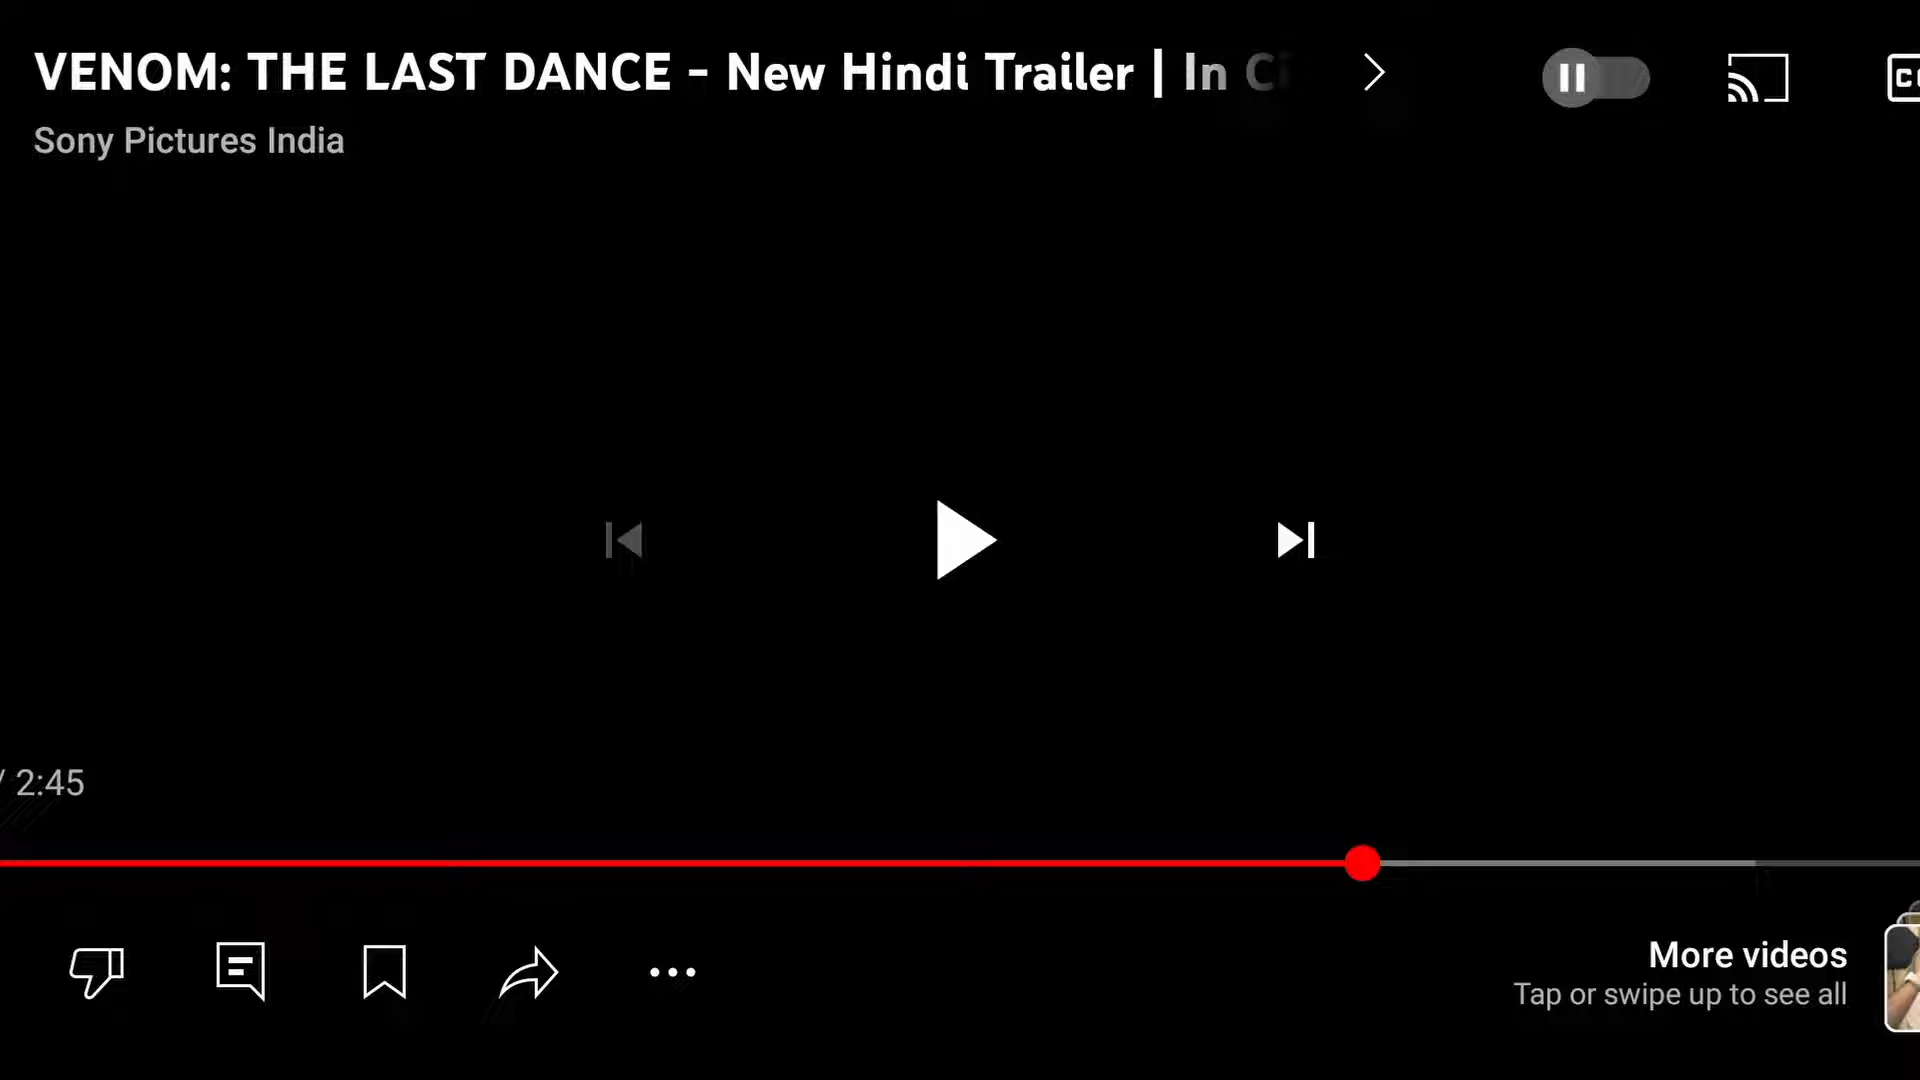 VENOM: THE LAST DANCE - New Hindi Trailer | In
Sony Pictures India
/ 2:45
More videos
Tap or swipe up to see all